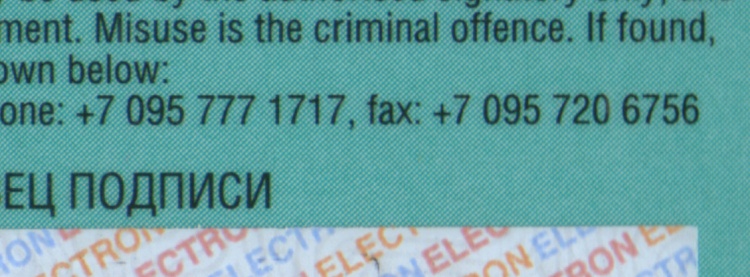 ment. Misuse is the criminal offence. If found,
own below:
one: +7 095 777 1717, fax: +7 095 720 6756
ЕЦ ПОДПИСИ
ELECTRON ELECTRON ELECTRON